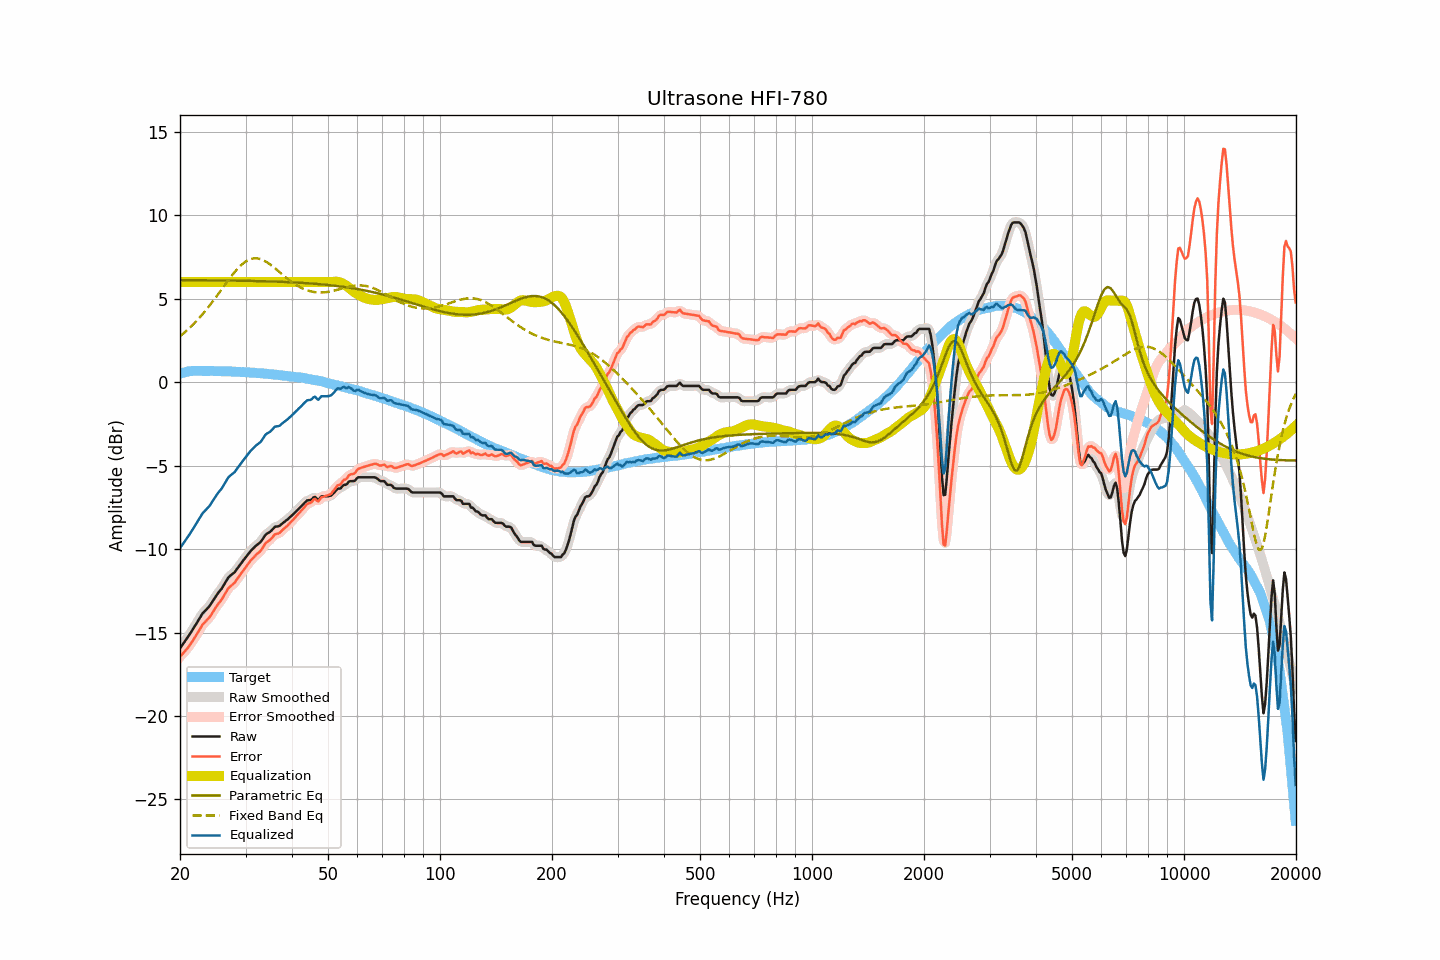 Ultrasone HFI-780
15
10
5
0
−5
−10
−15
−20
−25
Amplitude (dBr)
Target
Raw Smoothed
Error Smoothed
Raw
Error
Equalization
Parametric Eq
Fixed Band Eq
Equalized
20 50 100 200 500 1000 2000 5000 10000 20000
Frequency (Hz)